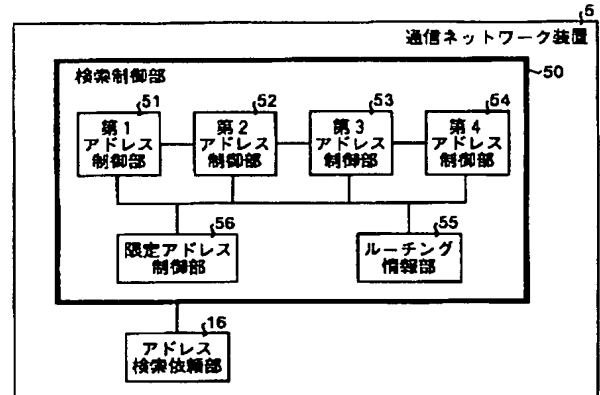 5
通信ネットワーク装置
検索制御部
50
51
第1
アドレス
制御部
52
第2
アドレス
制御部
53
第3
アドレス
制御部
54
第4
アドレス
制御部
56
限定アドレス
制御部
55
ルーチング
情報部
16
アドレス
検索依頼部